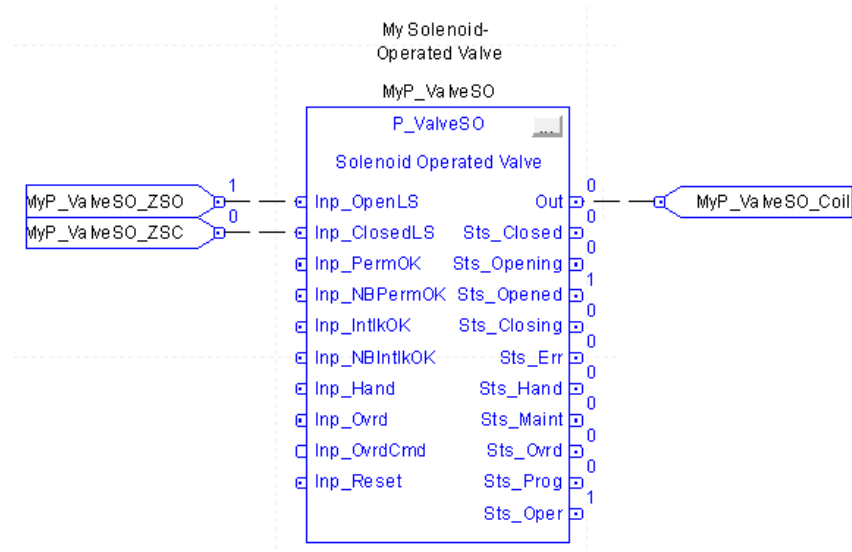 My Solenoid-
Operated Valve
MyP_ValveSO
P_ValveSO ...
Solenoid Operated Valve
MyP_ValveSO_ZSO 1 Inp_OpenLS Out 0 MyP_ValveSO_Coil
MyP_ValveSO_ZSC 0 Inp_ClosedLS Sts_Closed 0
Inp_PermOK Sts_Opening 0
Inp_NBPermOK Sts_Opened 1
Inp_IntlkOK Sts_Closing 0
Inp_NBIntlkOK Sts_Err 0
Inp_Hand Sts_Hand 0
Inp_Ovrd Sts_Maint 0
Inp_OvrdCmd Sts_Ovrd 0
Inp_Reset Sts_Prog 0
Sts_Oper 1